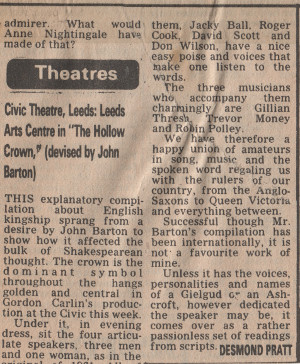 admirer. What would
Anne Nightingale have
made of that?
Theatres
Civic Theatre, Leeds: Leeds
Arts Centre in "The Hollow
Crown," (devised by John
Barton)
THIS explanatory compi-
lation about English
kingship sprang from a
desire by John Barton to
show how it affected the
bulk of Shakespearean
thought. The crown is the
dominant symbol
throughout the hangs
golden and central in
Gordon Carlin's produc-
tion at the Civic this week.
Under it, in evening
dress, sit the four articu-
late speakers, three men
and one woman, as in the
them, Jacky Ball, Roger
Cook, David Scott and
Don Wilson, have a nice
easy poise and voices that
make one listen to the
words.
The three musicians
who accompany them
charmingly are Gillian
Thresh, Trevor Money
and Robin Polley.
We have therefore a
happy union of amateurs
in song, music and the
spoken word regaling us
with the rulers of our
country, from the Anglo-
Saxons to Queen Victoria
and everything between.
Successful though Mr.
Barton's compilation has
been internationally, it is
not a favourite work of
mine.
Unless it has the voices,
personalities and names
of a Gielgud or an Ash-
croft, however dedicated
the speaker may be, it
comes over as a rather
passionless set of readings
from scripts.
DESMOND PRATT